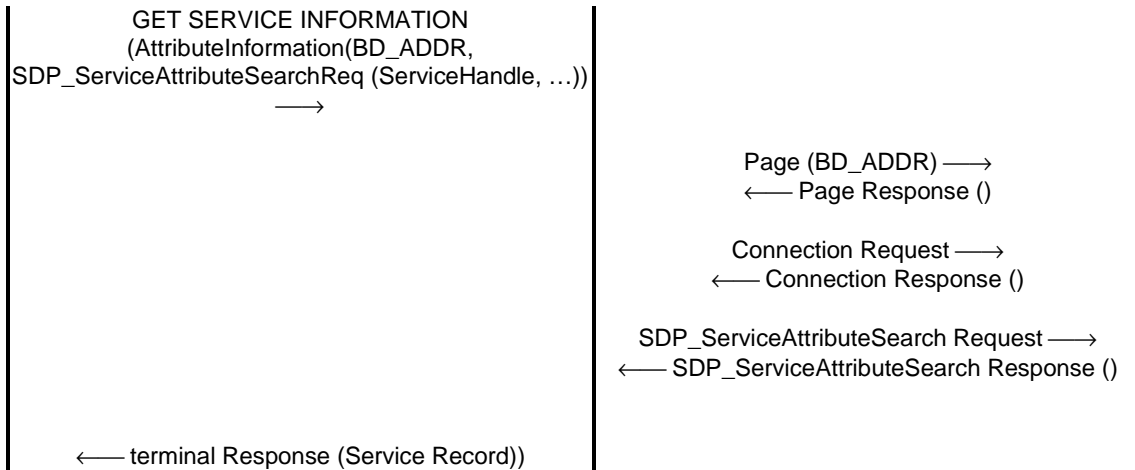 GET SERVICE INFORMATION
(AttributeInformation(BD_ADDR,
SDP_ServiceAttributeSearchReq (ServiceHandle, …))
⟶
Page (BD_ADDR) ⟶
⟵ Page Response ()
Connection Request ⟶
⟵ Connection Response ()
SDP_ServiceAttributeSearch Request ⟶
⟵ SDP_ServiceAttributeSearch Response ()
⟵ terminal Response (Service Record))